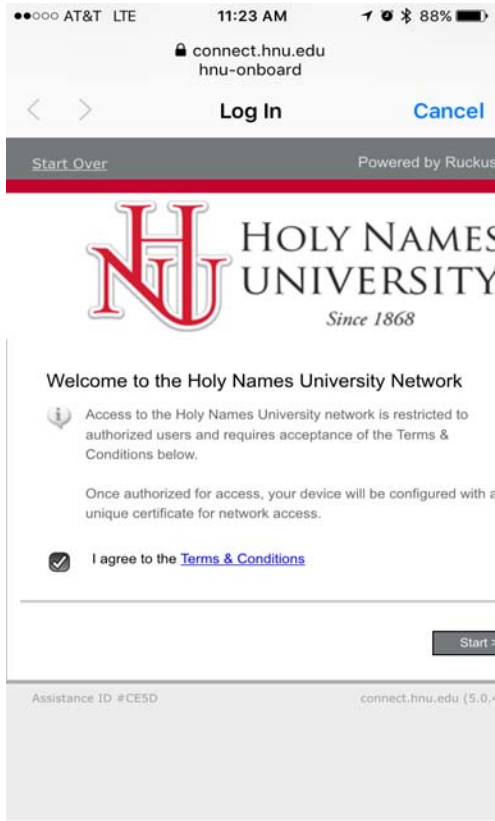 AT&T LTE 11:23 AM 88%
connect.hnu.edu
hnu-onboard
Log In Cancel
Start Over Powered by Ruckus
HNU HOLY NAMES
UNIVERSITY
Since 1868
Welcome to the Holy Names University Network
Access to the Holy Names University network is restricted to
authorized users and requires acceptance of the Terms &
Conditions below.
Once authorized for access, your device will be configured with a
unique certificate for network access.
I agree to the Terms & Conditions
Start >
Assistance ID #CE5D connect.hnu.edu (5.0.4